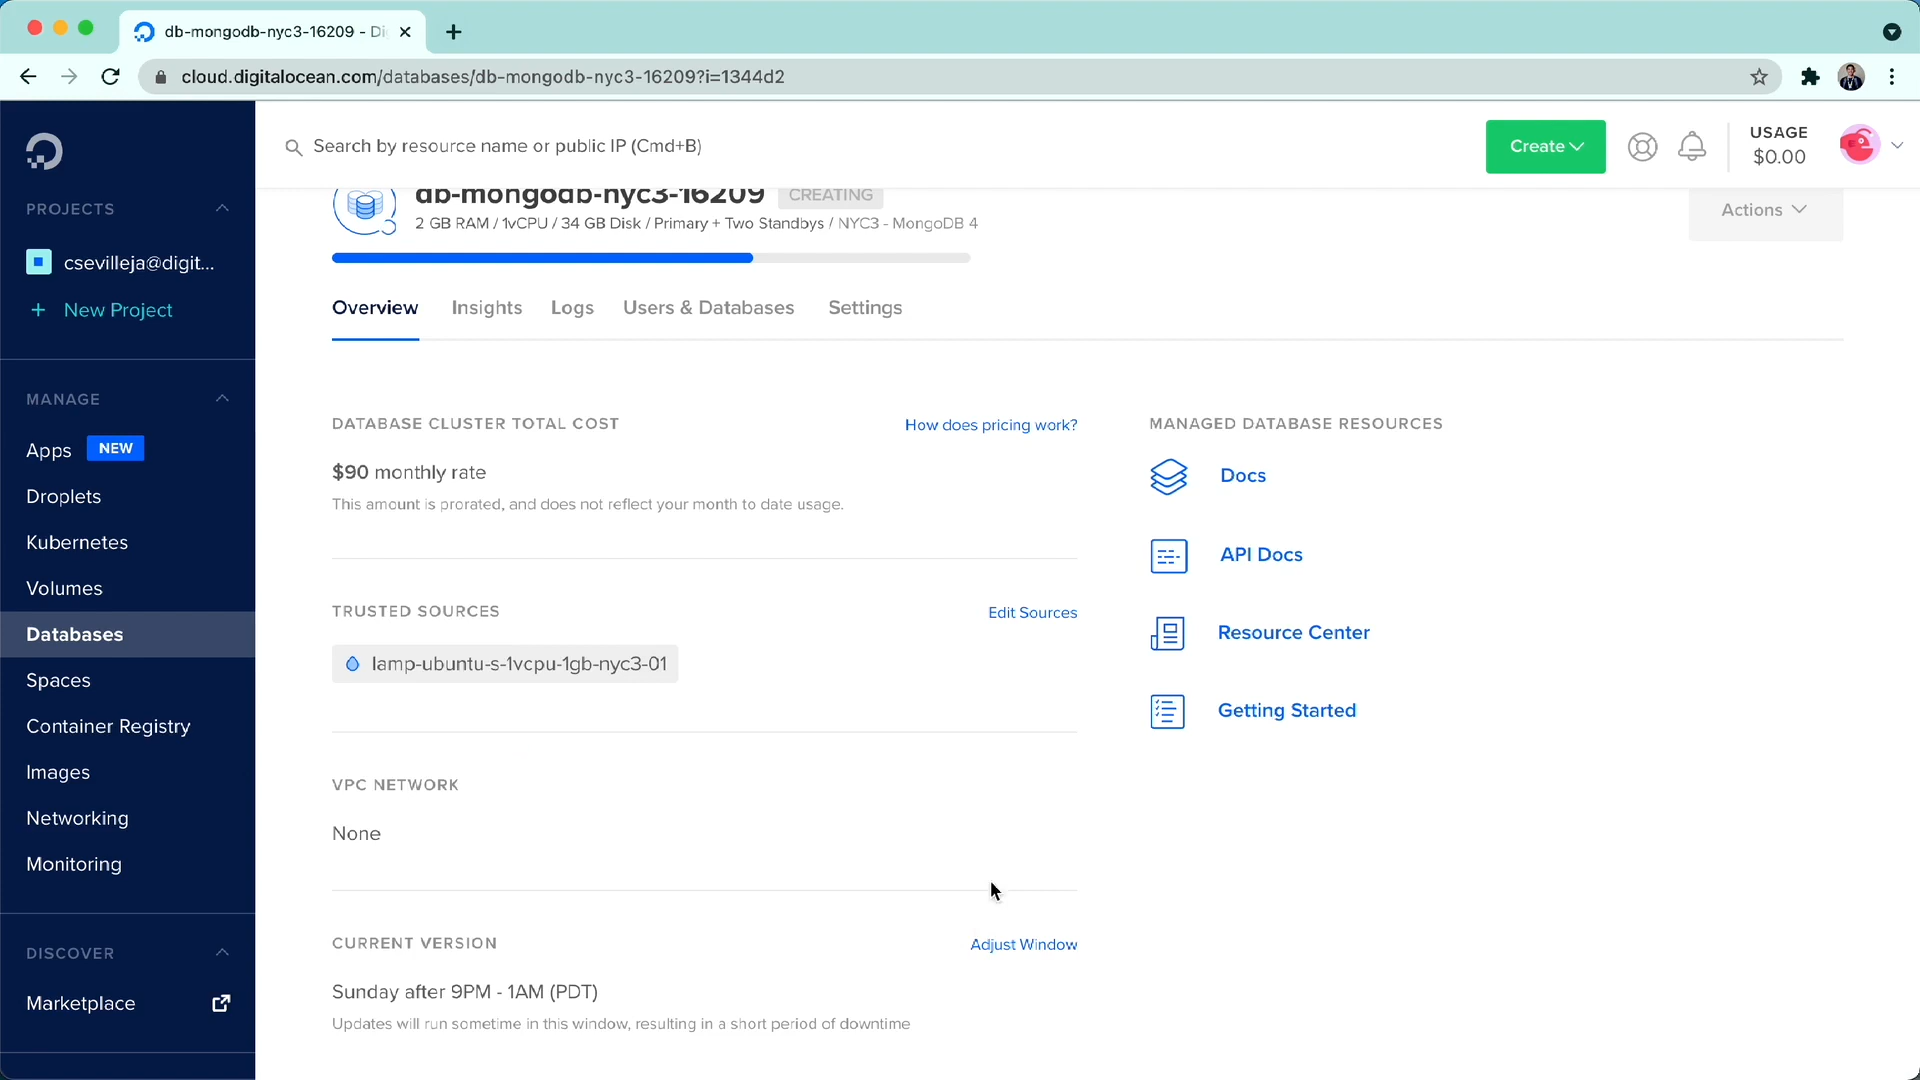 db-mongodb-nyc3-16209 - Di
cloud.digitalocean.com/databases/db-mongodb-nyc3-16209?i=1344d2
Search by resource name or public IP (Cmd+B)
Create
USAGE
$0.00
PROJECTS
csevilleja@digit...
+ New Project
MANAGE
Apps NEW
Droplets
Kubernetes
Volumes
Databases
Spaces
Container Registry
Images
Networking
Monitoring
DISCOVER
Marketplace
db-mongodb-nyc3-16209 CREATING
2 GB RAM / 1vCPU / 34 GB Disk / Primary + Two Standbys / NYC3 - MongoDB 4
Actions
Overview Insights Logs Users & Databases Settings
DATABASE CLUSTER TOTAL COST
How does pricing work?
$90 monthly rate
This amount is prorated, and does not reflect your month to date usage.
TRUSTED SOURCES
Edit Sources
lamp-ubuntu-s-1vcpu-1gb-nyc3-01
VPC NETWORK
None
CURRENT VERSION
Adjust Window
Sunday after 9PM - 1AM (PDT)
Updates will run sometime in this window, resulting in a short period of downtime
MANAGED DATABASE RESOURCES
Docs
API Docs
Resource Center
Getting Started